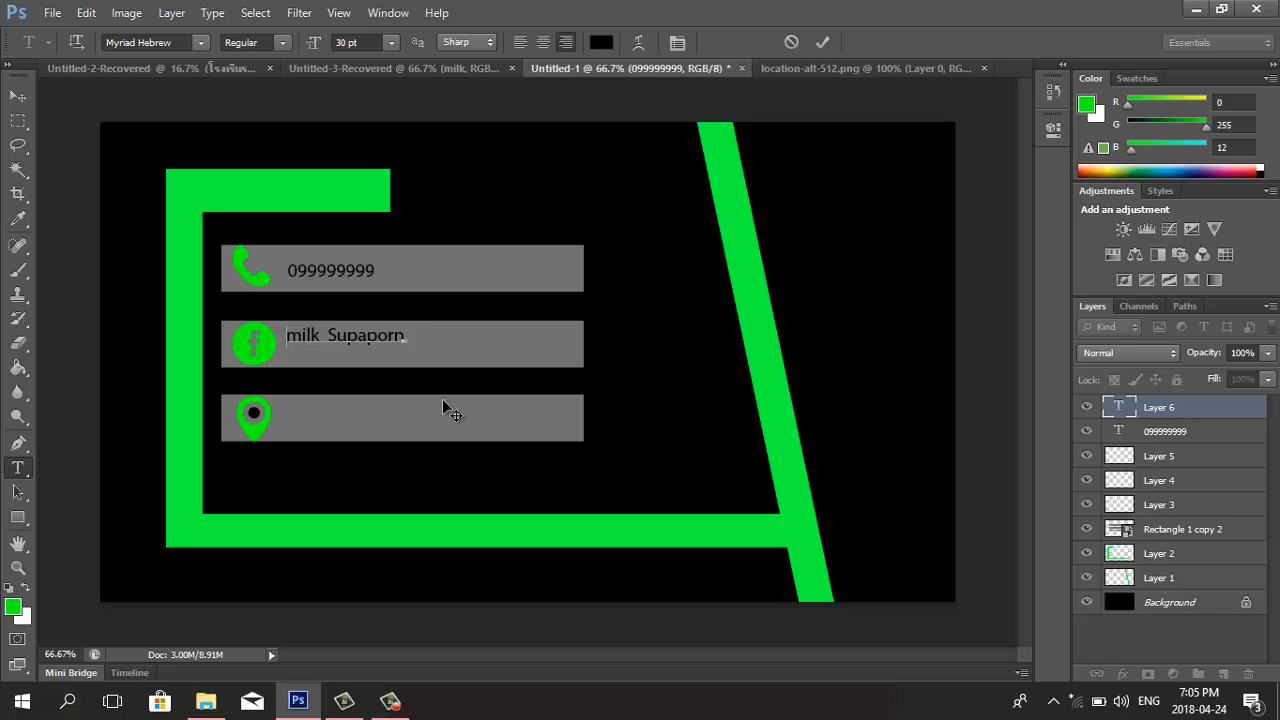 Ps File Edit Image Layer Type Select Filter View Window Help
T Myriad Hebrew Regular 30 pt Sharp Essentials
Untitled-2-Recovered @ 16.7% (โรงพิมพ์... × Untitled-3-Recovered @ 66.7% (milk, RGB... × Untitled-1 @ 66.7% (099999999, RGB/8) * × location-alt-512.png @ 100% (Layer 0, RG... ×
Color Swatches
R 0
G 255
B 12
Adjustments Styles
Add an adjustment
Layers Channels Paths
Kind
Normal Opacity: 100%
Lock: Fill: 100%
T Layer 6
T 099999999
Layer 5
Layer 4
Layer 3
Rectangle 1 copy 2
Layer 2
Layer 1
Background
099999999
f milk Supaporn
66.67% Doc: 3.00M/8.91M
Mini Bridge Timeline
Ps ENG 7:05 PM
2018-04-24 3